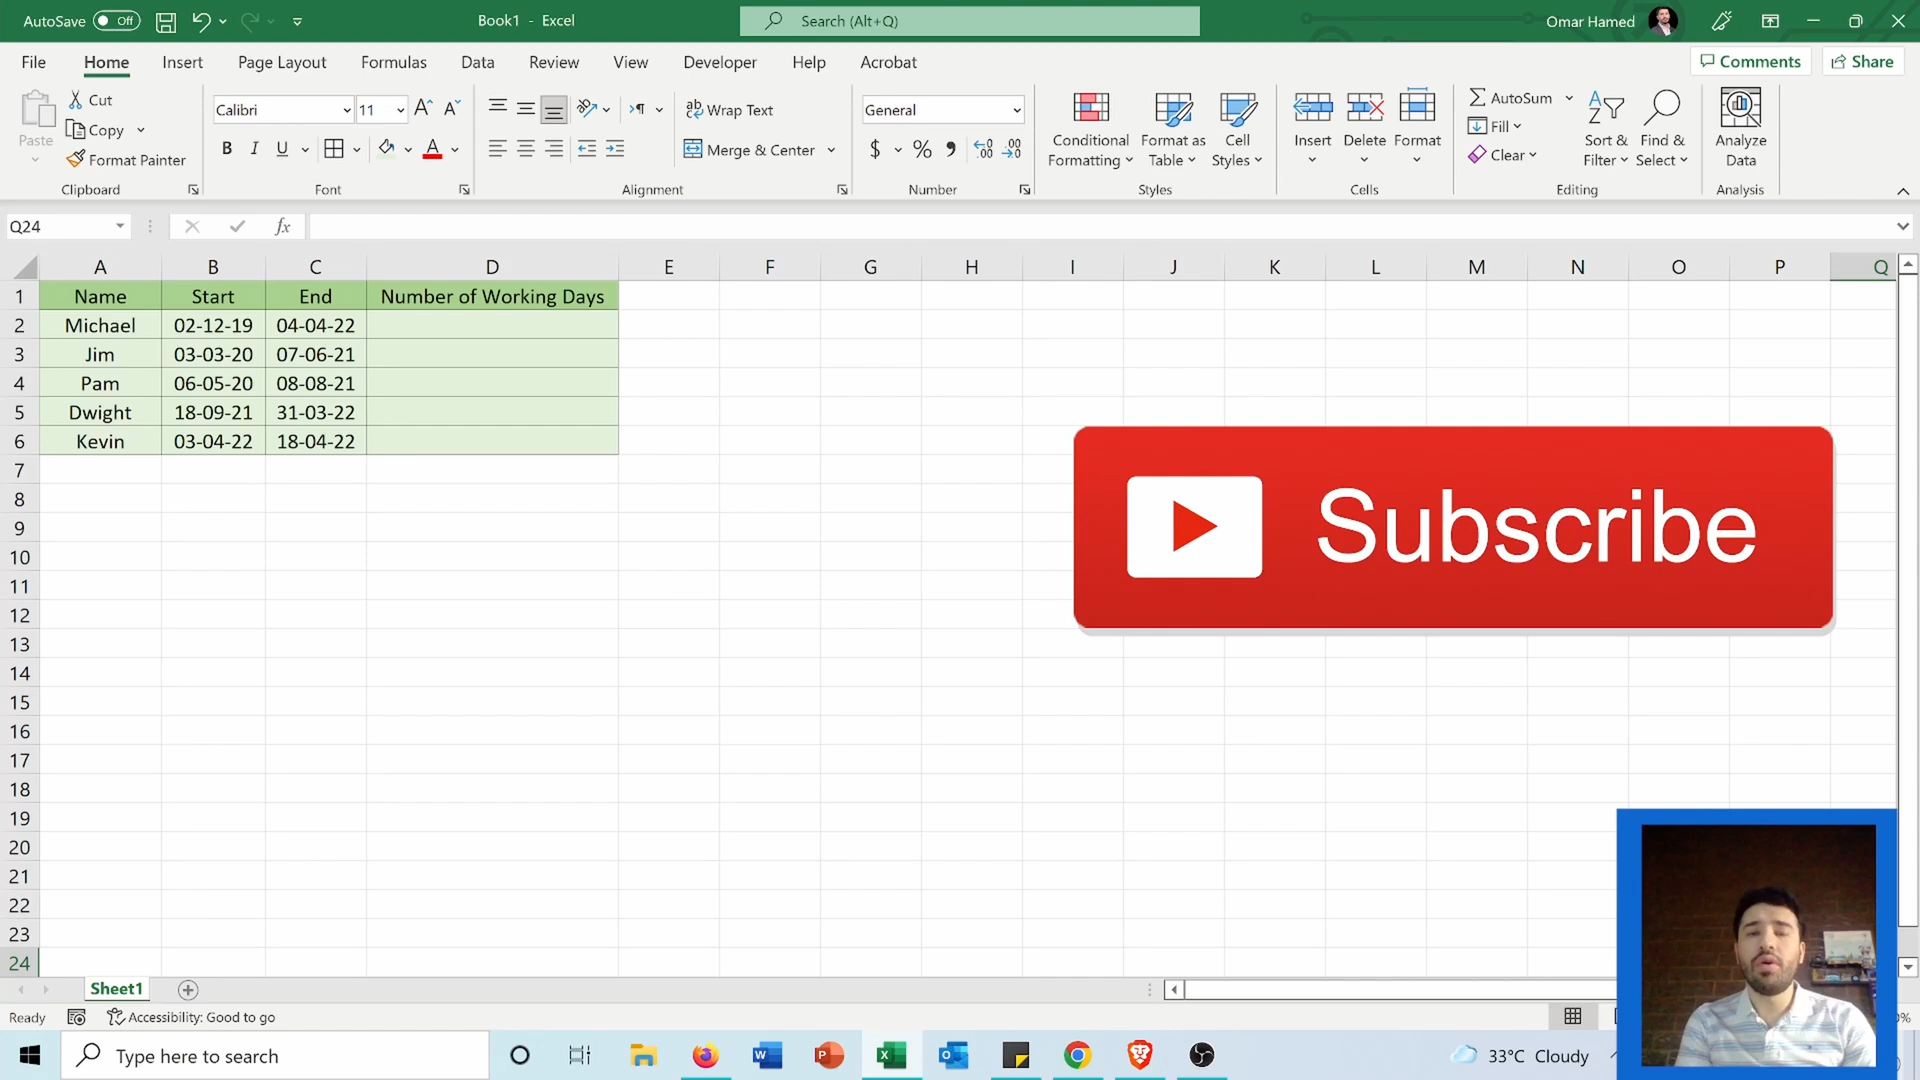 AutoSave Off Book1 - Excel Search (Alt+Q) Omar Hamed
File Home Insert Page Layout Formulas Data Review View Developer Help Acrobat Comments Share
Paste Cut Copy Format Painter
Clipboard
Calibri 11
B I U A
Font
Wrap Text
Merge & Center
Alignment
General
$ % 9
Number
Conditional Formatting
Format as Table
Cell Styles
Styles
Insert Delete Format
Cells
AutoSum
Fill
Clear
Sort & Filter
Find & Select
Editing
Analyze Data
Analysis
Q24 fx
A B C D E F G H I J K L M N O P Q
1 Name Start End Number of Working Days
2 Michael 02-12-19 04-04-22
3 Jim 03-03-20 07-06-21
4 Pam 06-05-20 08-08-21
5 Dwight 18-09-21 31-03-22
6 Kevin 03-04-22 18-04-22
7
8
9
10
11
12
13
14
15
16
17
18
19
20
21
22
23
24
Subscribe
Sheet1
Ready Accessibility: Good to go
Type here to search 33°C Cloudy